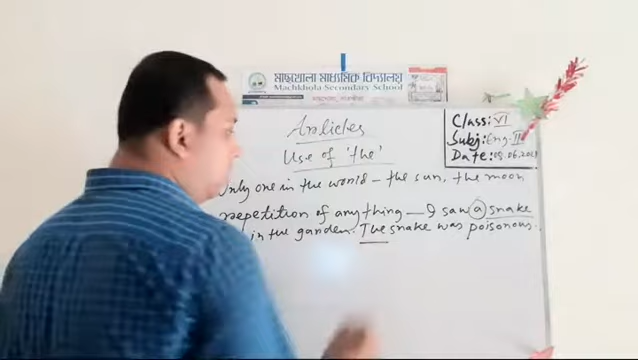 মাছখোলা মাধ্যমিক বিদ্যালয়
Machkhola Secondary School
Articles
Use of 'the'
Class: VI
Subj: Eng. II
Only one in the world - the sun, the moon
repetition of anything - I saw a snake
in the garden. The snake was poisonous.